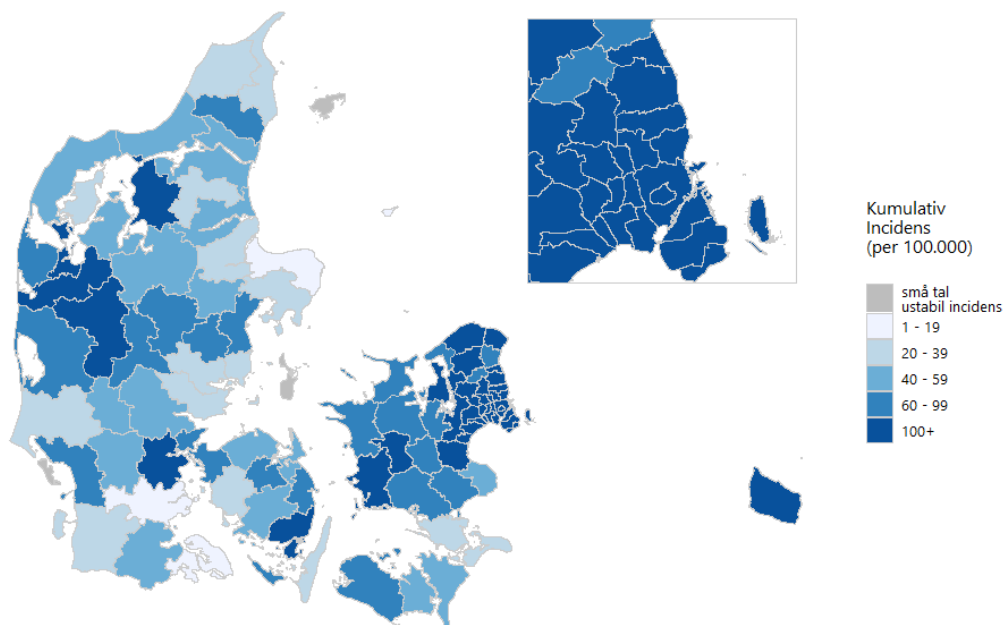 Kumulativ
Incidens
(per 100.000)
små tal
ustabil incidens
1 - 19
20 - 39
40 - 59
60 - 99
100+